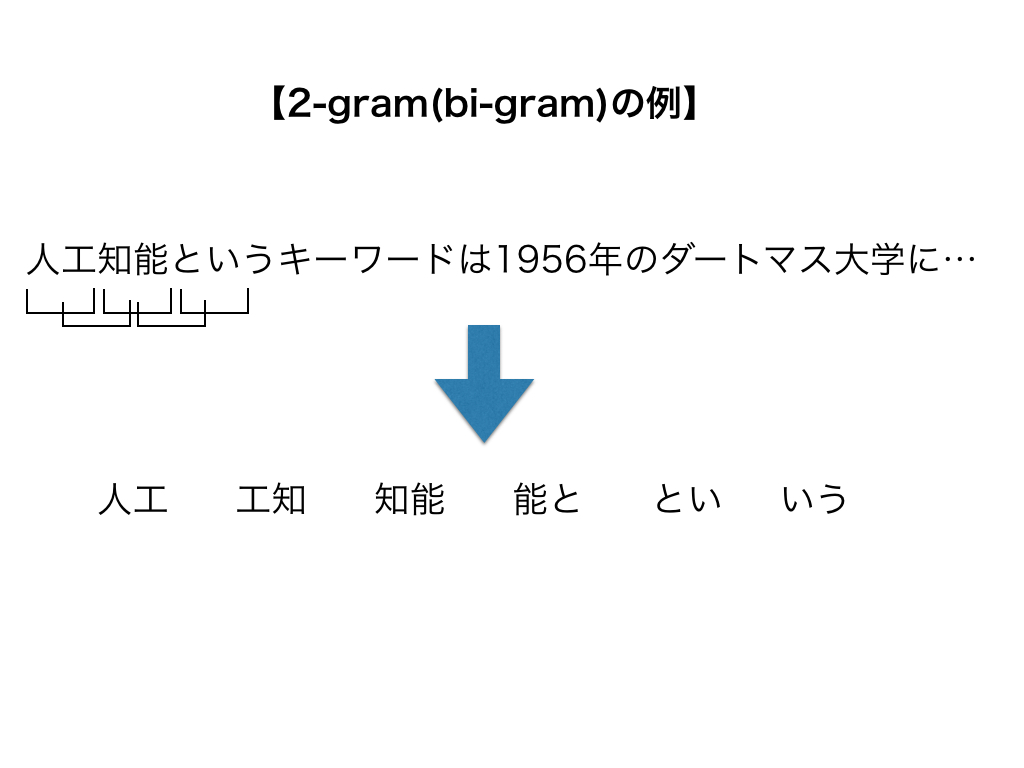 【2-gram(bi-gram)の例】
人工知能というキーワードは1956年のダートマス大学に…
人工 工知 知能 能と とい いう